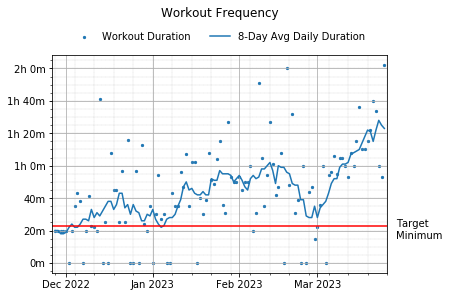 Workout Frequency
Workout Duration
8-Day Avg Daily Duration
2h 0m
1h 40m
1h 20m
1h 0m
40m
20m
0m
Target
Minimum
Dec 2022
Jan 2023
Feb 2023
Mar 2023